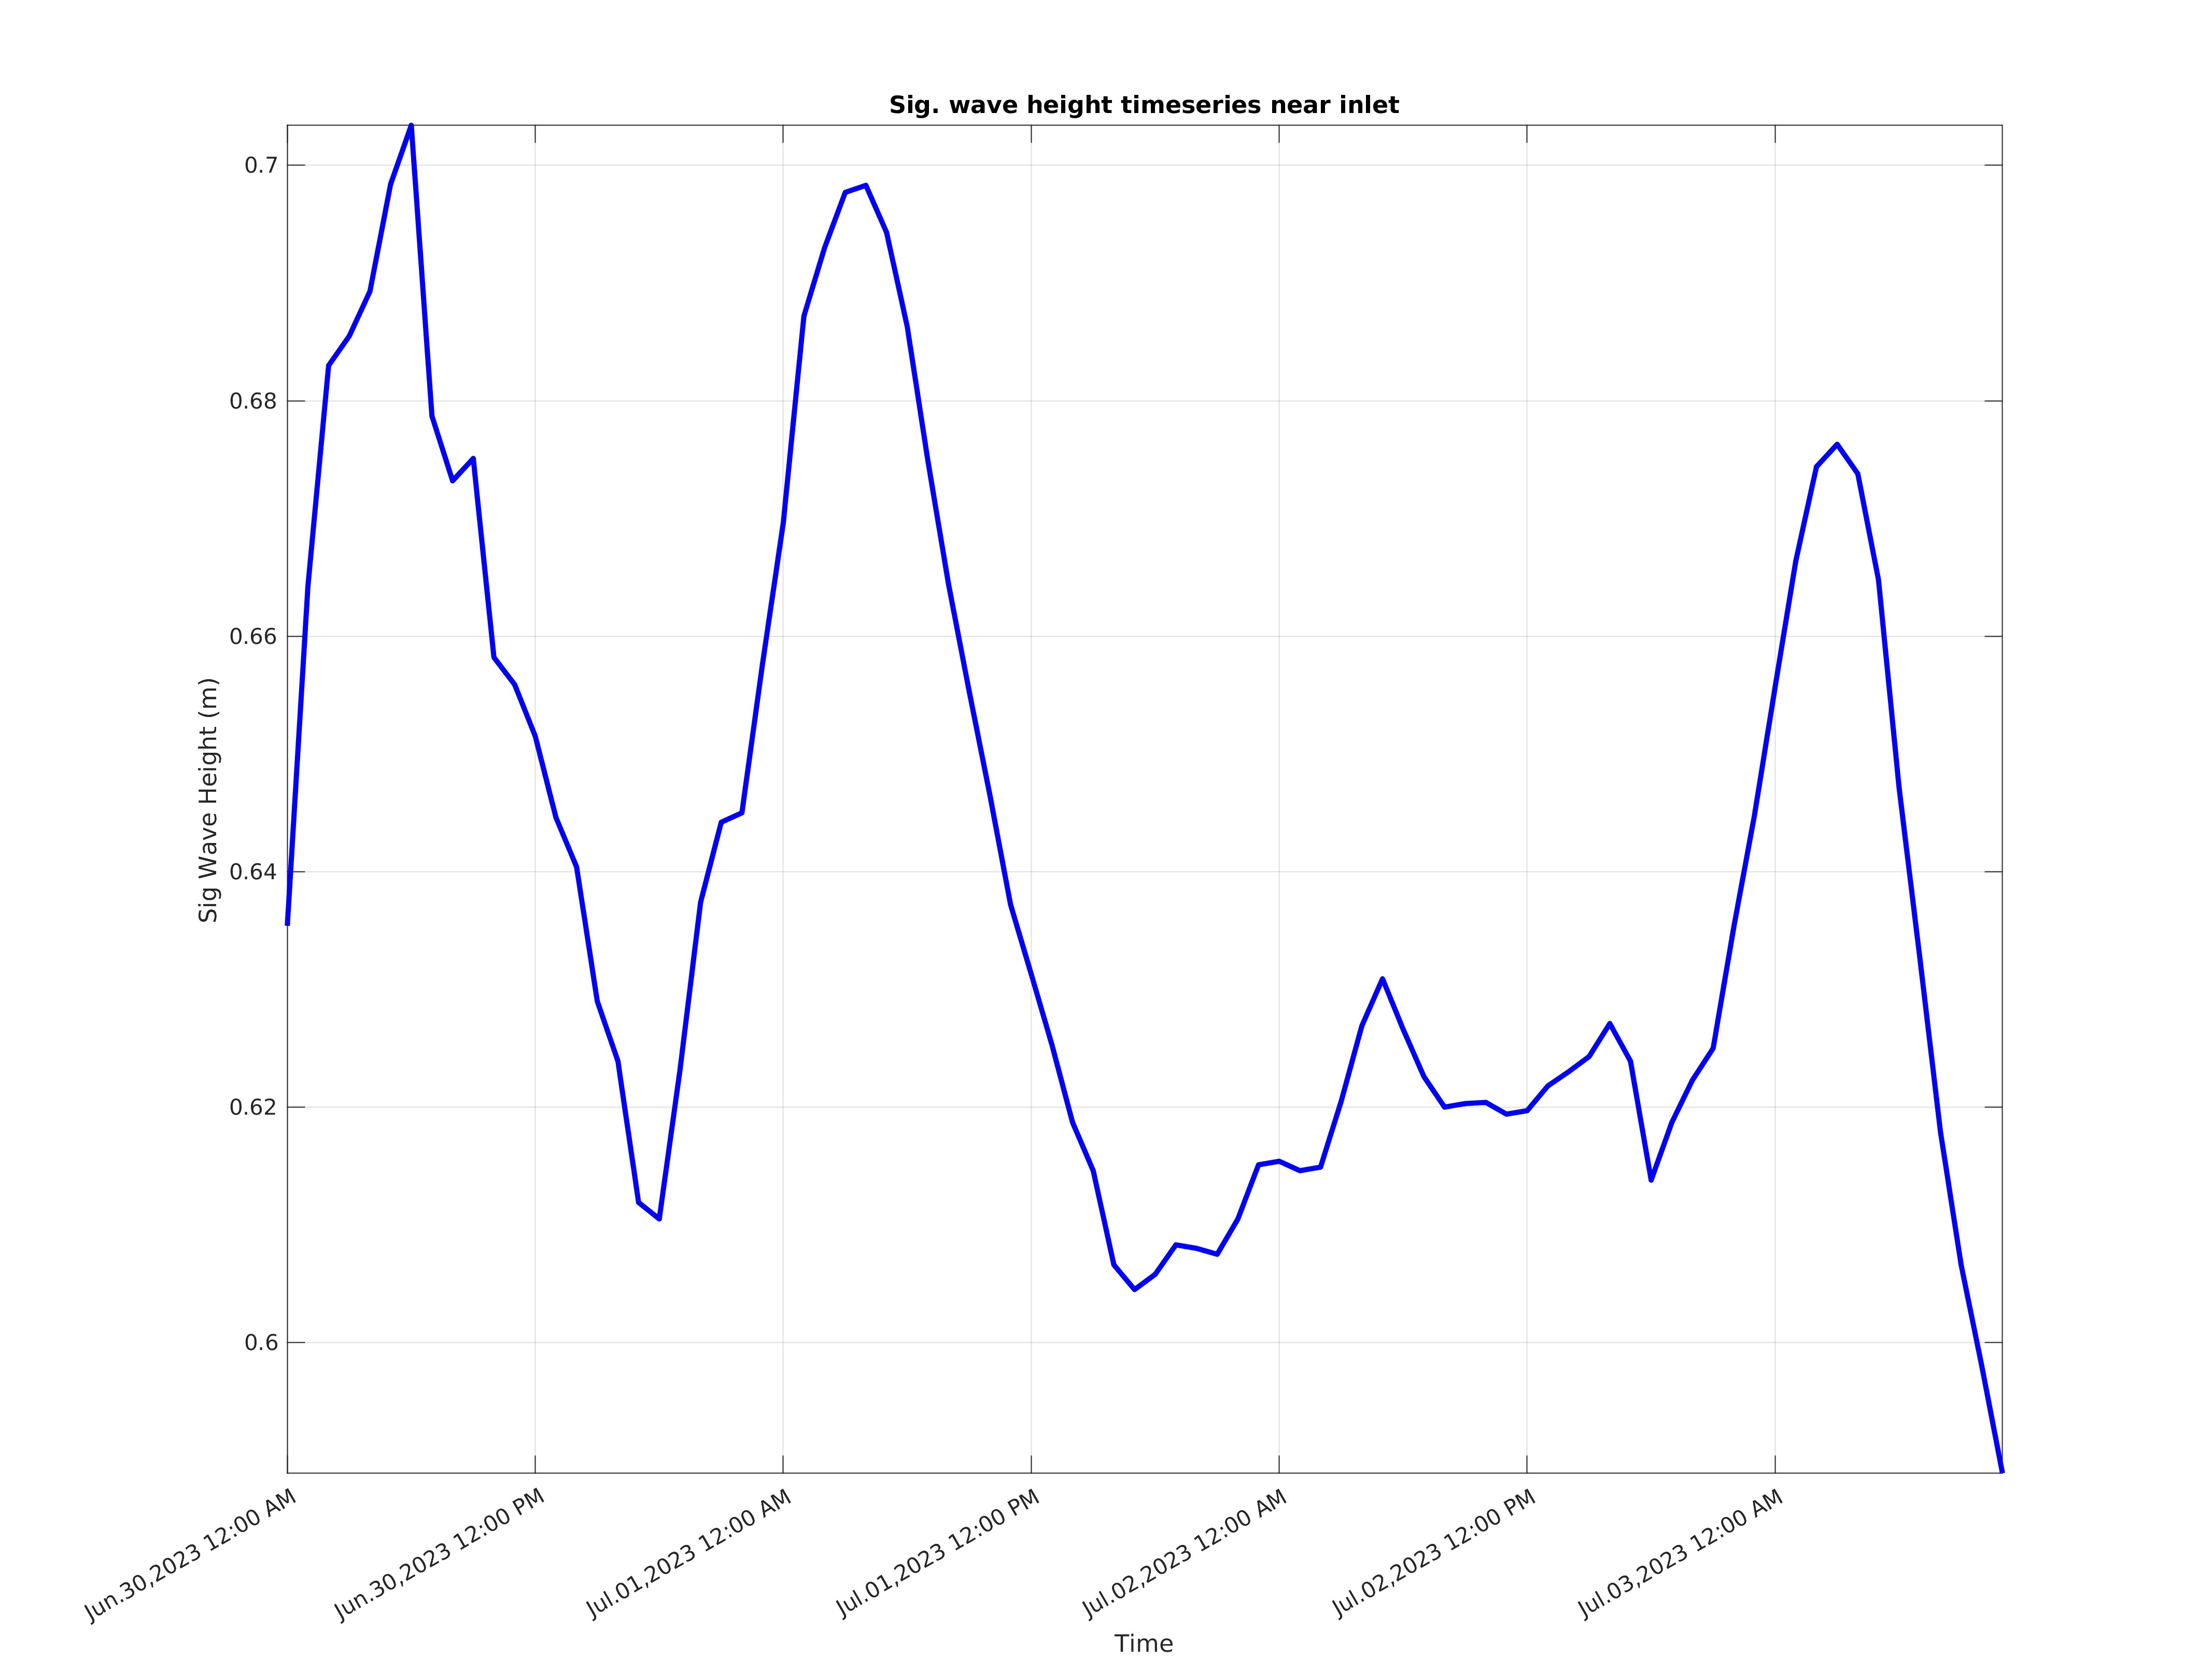 Sig. wave height timeseries near inlet
0.7
0.68
0.66
0.64
0.62
0.6
Sig Wave Height (m)
Jun.30,2023 12:00 AM
Jun.30,2023 12:00 PM
Jul.01,2023 12:00 AM
Jul.01,2023 12:00 PM
Jul.02,2023 12:00 AM
Jul.02,2023 12:00 PM
Jul.03,2023 12:00 AM
Time